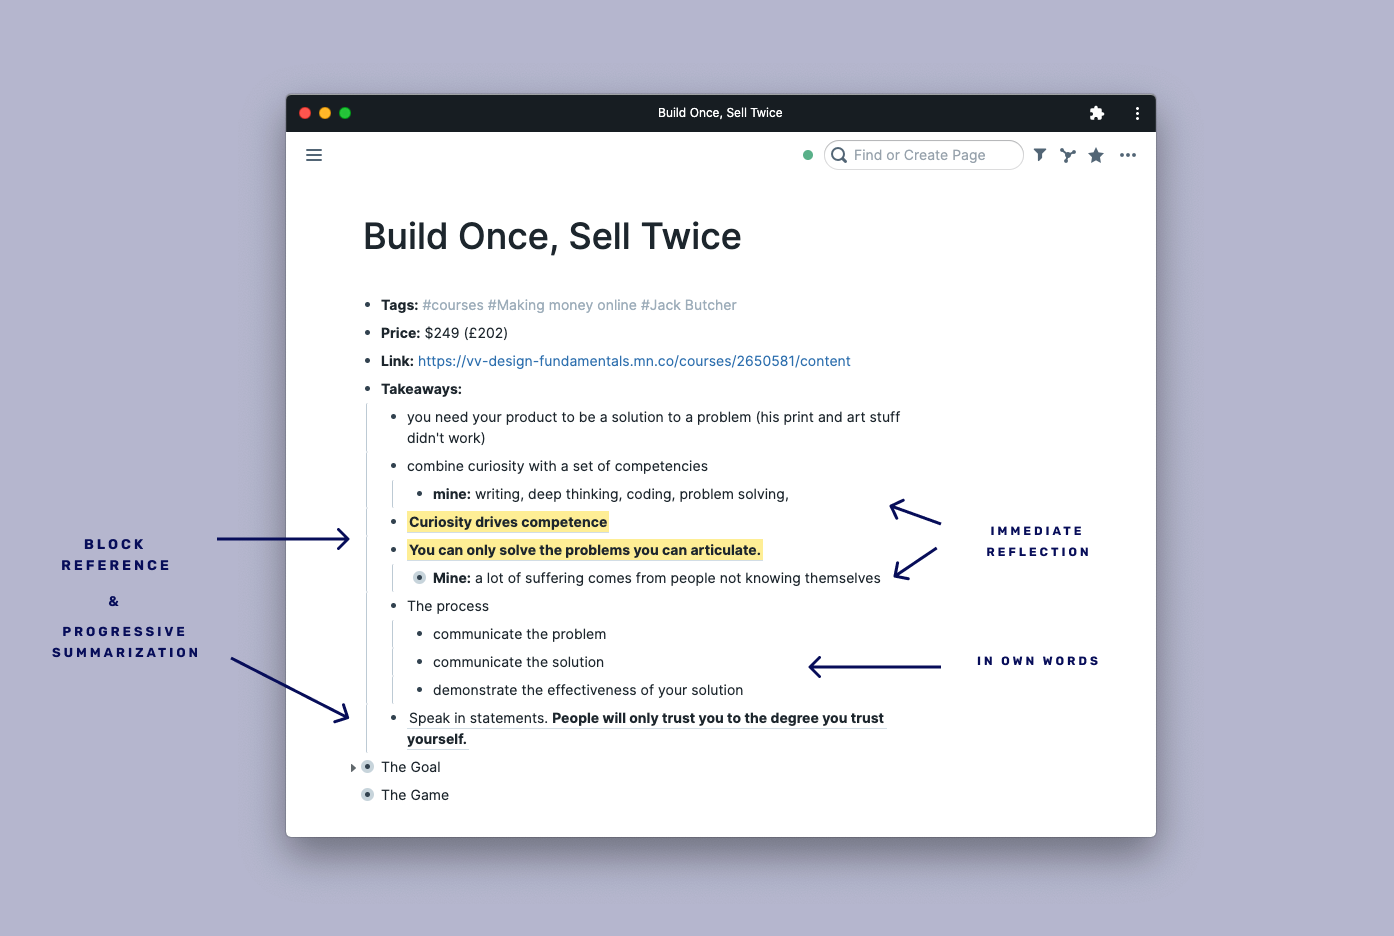 Build Once, Sell Twice
Find or Create Page
Build Once, Sell Twice
Tags: #courses #Making money online #Jack Butcher
Price: $249 (£202)
Link: https://vv-design-fundamentals.mn.co/courses/2650581/content
Takeaways:
you need your product to be a solution to a problem (his print and art stuff
didn't work)
combine curiosity with a set of competencies
mine: writing, deep thinking, coding, problem solving,
Curiosity drives competence
You can only solve the problems you can articulate.
Mine: a lot of suffering comes from people not knowing themselves
The process
communicate the problem
communicate the solution
demonstrate the effectiveness of your solution
Speak in statements. People will only trust you to the degree you trust
yourself.
The Goal
The Game
BLOCK
REFERENCE
&
PROGRESSIVE
SUMMARIZATION
IMMEDIATE
REFLECTION
IN OWN WORDS